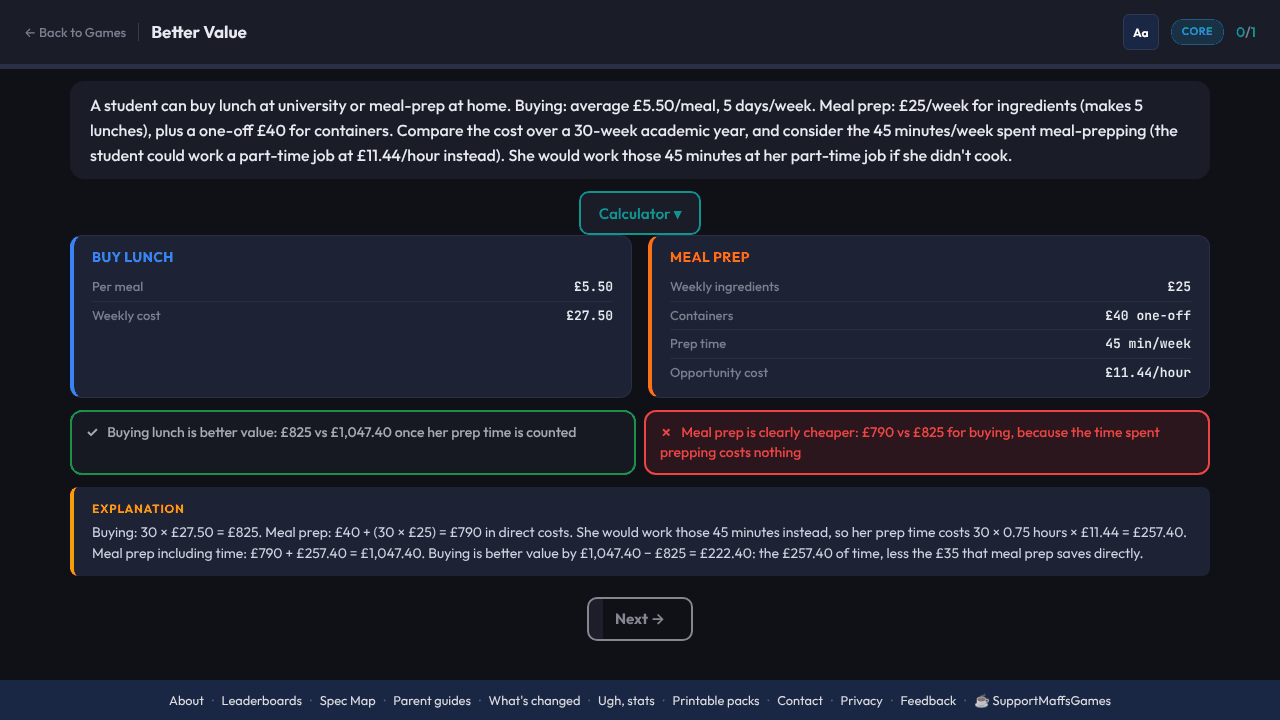 ← Back to Games
Better Value
Aa
CORE
0/1
A student can buy lunch at university or meal-prep at home. Buying: average £5.50/meal, 5 days/week. Meal prep: £25/week for ingredients (makes 5
lunches), plus a one-off £40 for containers. Compare the cost over a 30-week academic year, and consider the 45 minutes/week spent meal-prepping (the
student could work a part-time job at £11.44/hour instead). She would work those 45 minutes at her part-time job if she didn't cook.
Calculator ▾
BUY LUNCH
Per meal £5.50
Weekly cost £27.50
MEAL PREP
Weekly ingredients £25
Containers £40 one-off
Prep time 45 min/week
Opportunity cost £11.44/hour
✓ Buying lunch is better value: £825 vs £1,047.40 once her prep time is counted
✗ Meal prep is clearly cheaper: £790 vs £825 for buying, because the time spent
prepping costs nothing
EXPLANATION
Buying: 30 × £27.50 = £825. Meal prep: £40 + (30 × £25) = £790 in direct costs. She would work those 45 minutes instead, so her prep time costs 30 × 0.75 hours × £11.44 = £257.40.
Meal prep including time: £790 + £257.40 = £1,047.40. Buying is better value by £1,047.40 − £825 = £222.40: the £257.40 of time, less the £35 that meal prep saves directly.
Next →
About · Leaderboards · Spec Map · Parent guides · What's changed · Ugh, stats · Printable packs · Contact · Privacy · Feedback · ☕ SupportMaffsGames